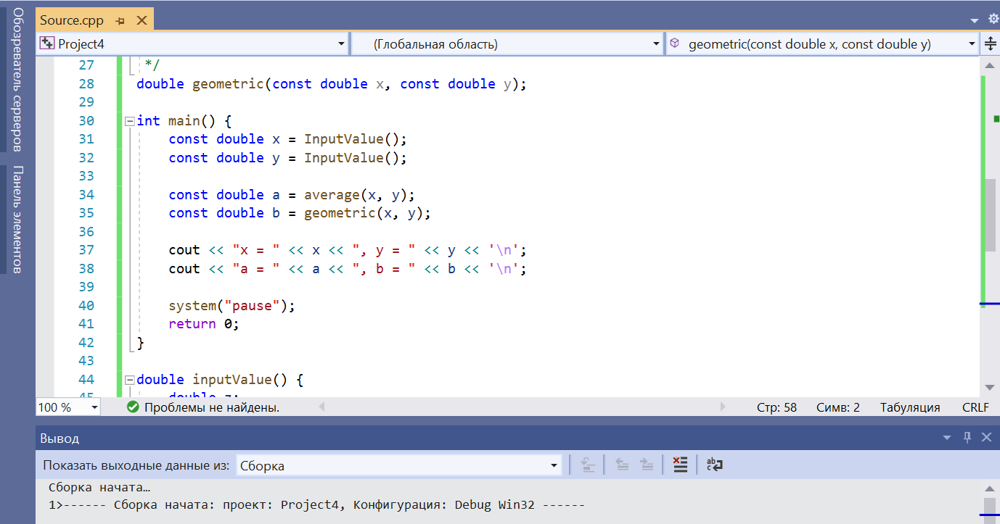 Обозреватель серверов
Панель элементов
Source.cpp
Project4
(Глобальная область)
geometric(const double x, const double y)
27 */
28 double geometric(const double x, const double y);
29
30 int main() {
31 const double x = InputValue();
32 const double y = InputValue();
33
34 const double a = average(x, y);
35 const double b = geometric(x, y);
36
37 cout << "x = " << x << ", y = " << y << '\n';
38 cout << "a = " << a << ", b = " << b << '\n';
39
40 system("pause");
41 return 0;
42 }
43
44 double inputValue() {
45 double z;
100 %
Проблемы не найдены.
Стр: 58
Симв: 2
Табуляция
CRLF
Вывод
Показать выходные данные из: Сборка
Сборка начата…
1>------ Сборка начата: проект: Project4, Конфигурация: Debug Win32 ------